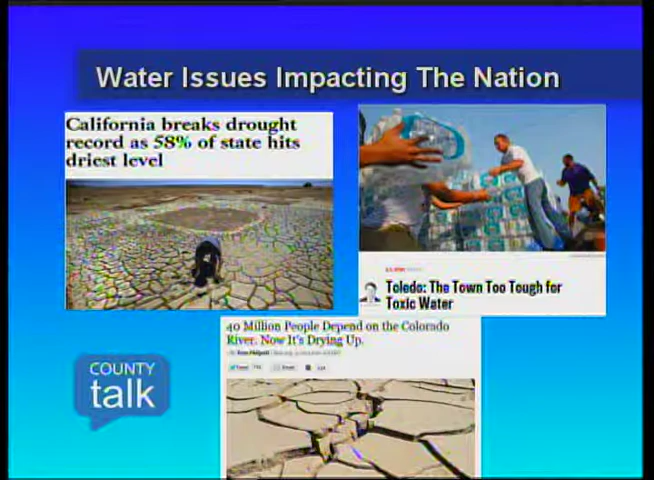 Water Issues Impacting The Nation
California breaks drought
record as 58% of state hits
driest level
Toledo: The Town Too Tough for
Toxic Water
40 Million People Depend on the Colorado
River. Now It's Drying Up.
COUNTY
talk